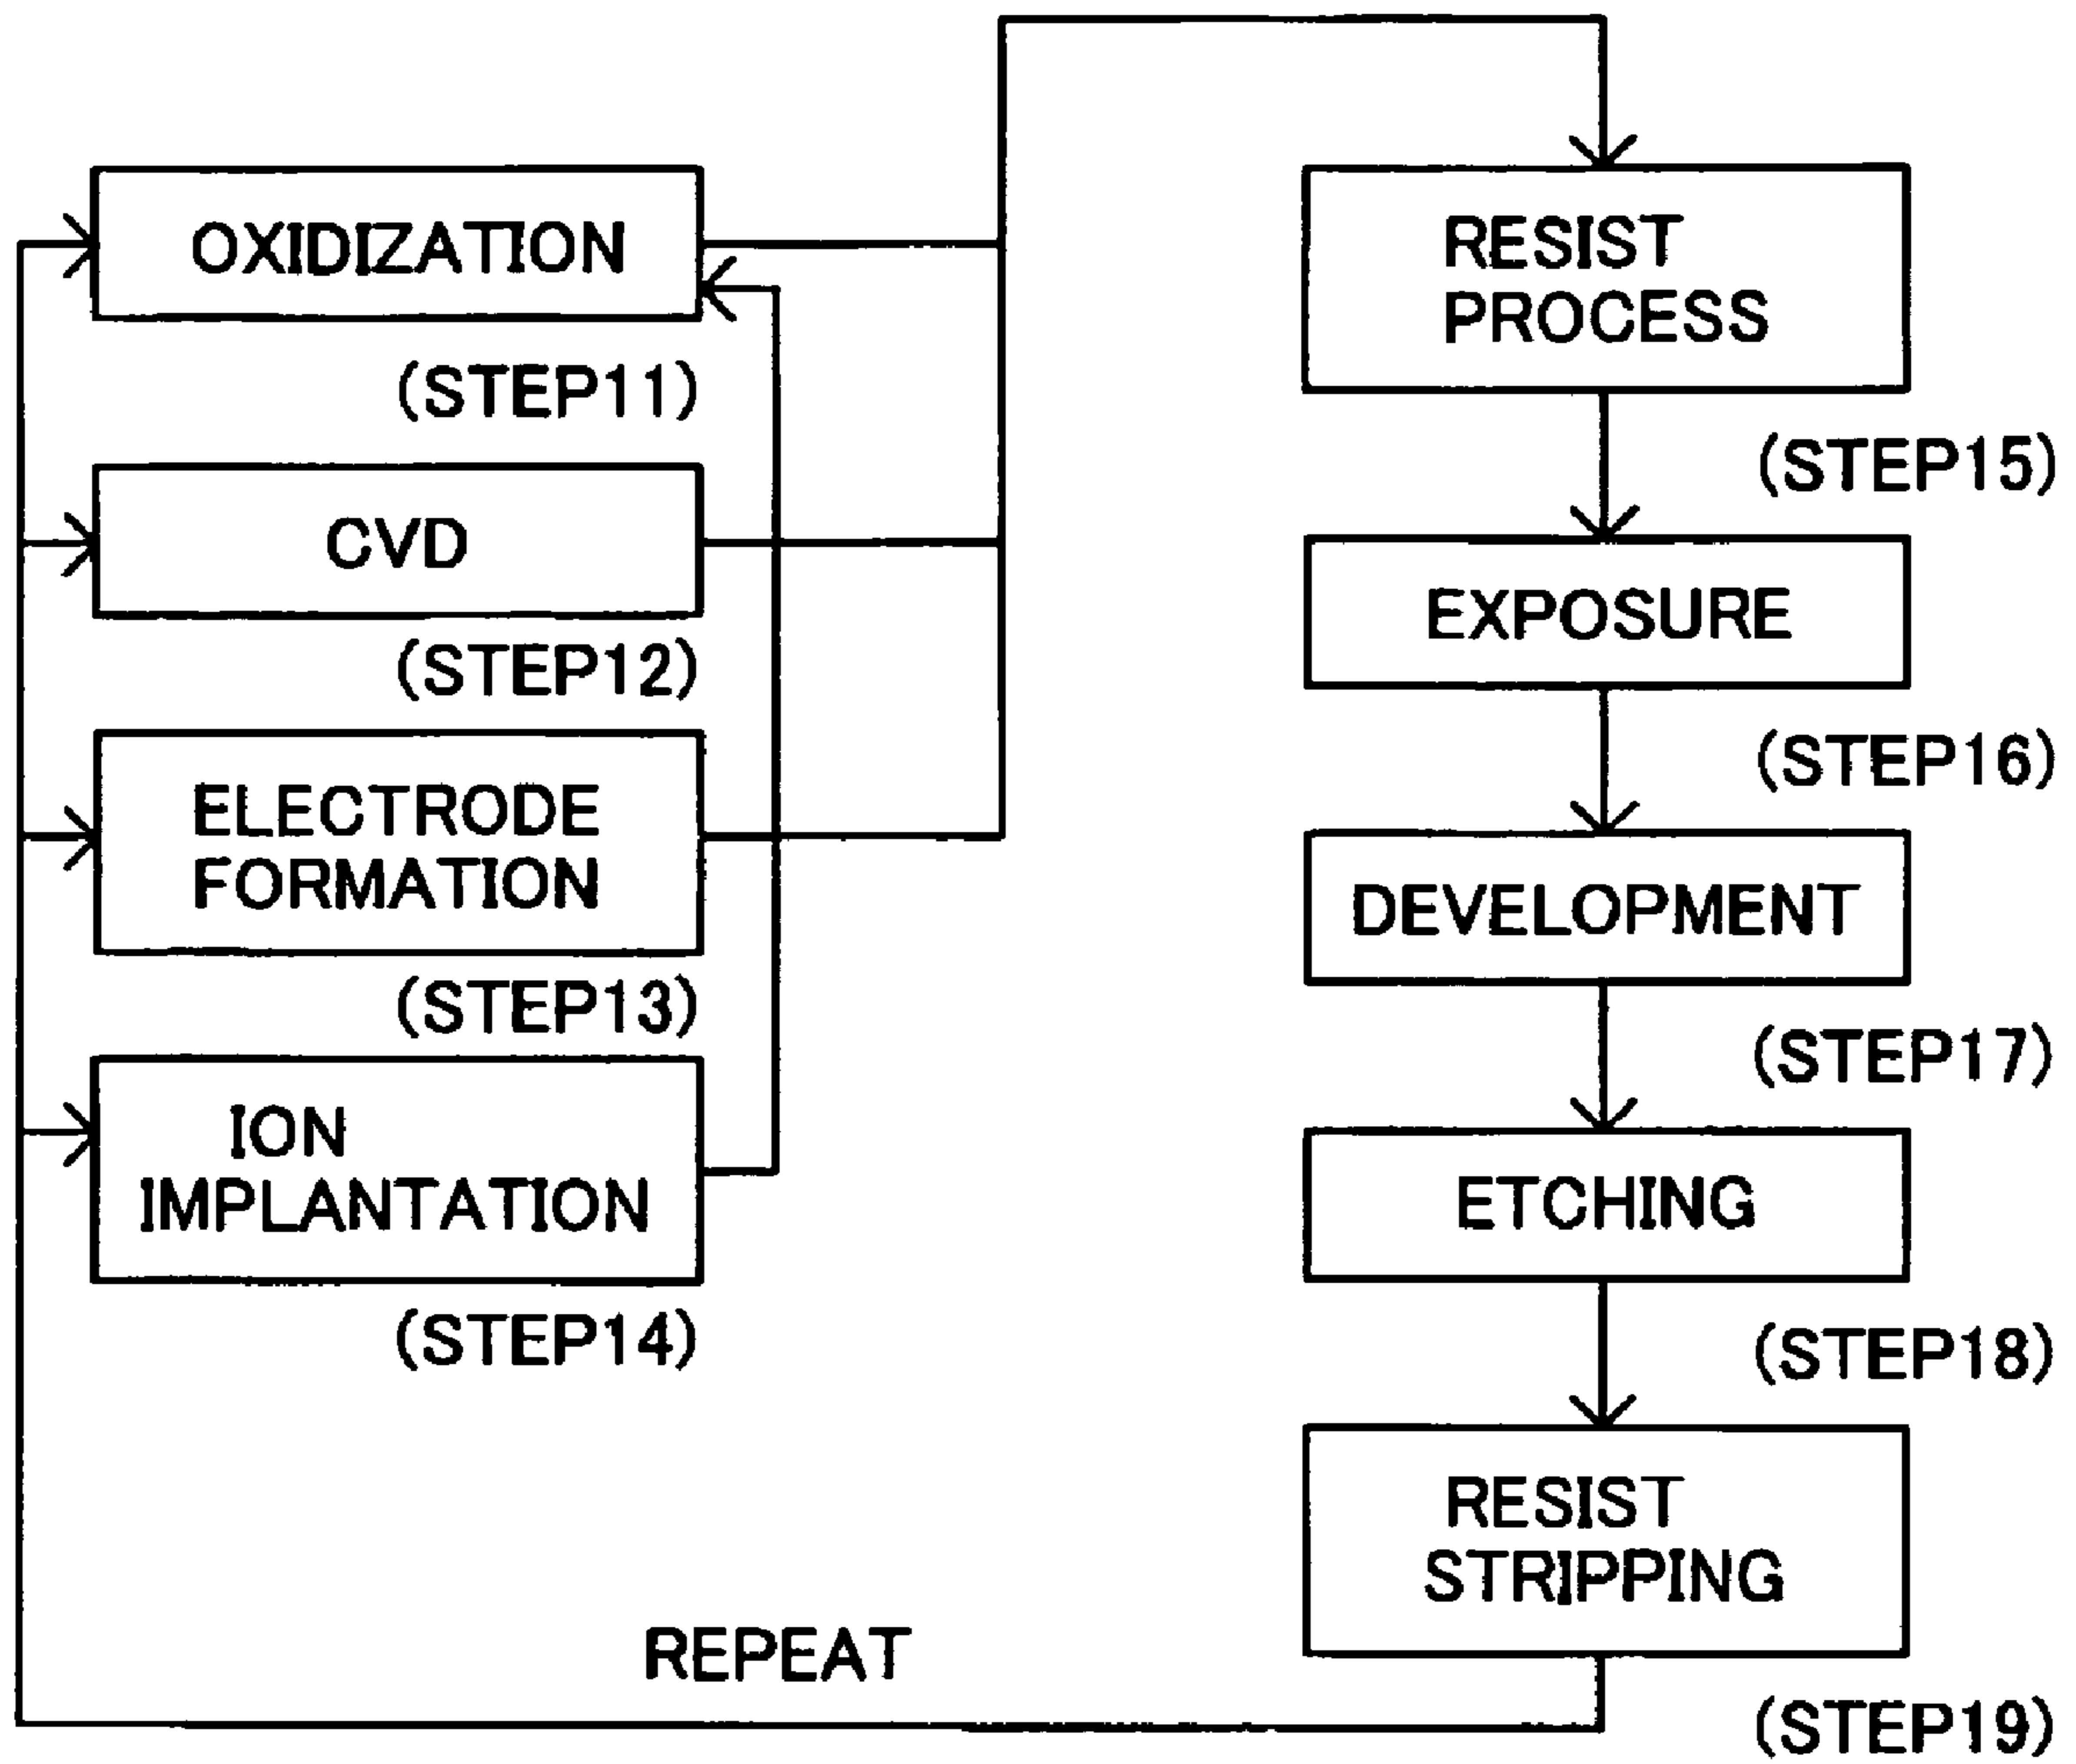 OXIDIZATION
(STEP11)
CVD
(STEP12)
ELECTRODE
FORMATION
(STEP13)
ION
IMPLANTATION
(STEP14)
RESIST
PROCESS
(STEP15)
EXPOSURE
(STEP16)
DEVELOPMENT
(STEP17)
ETCHING
(STEP18)
RESIST
STRIPPING
(STEP19)
REPEAT